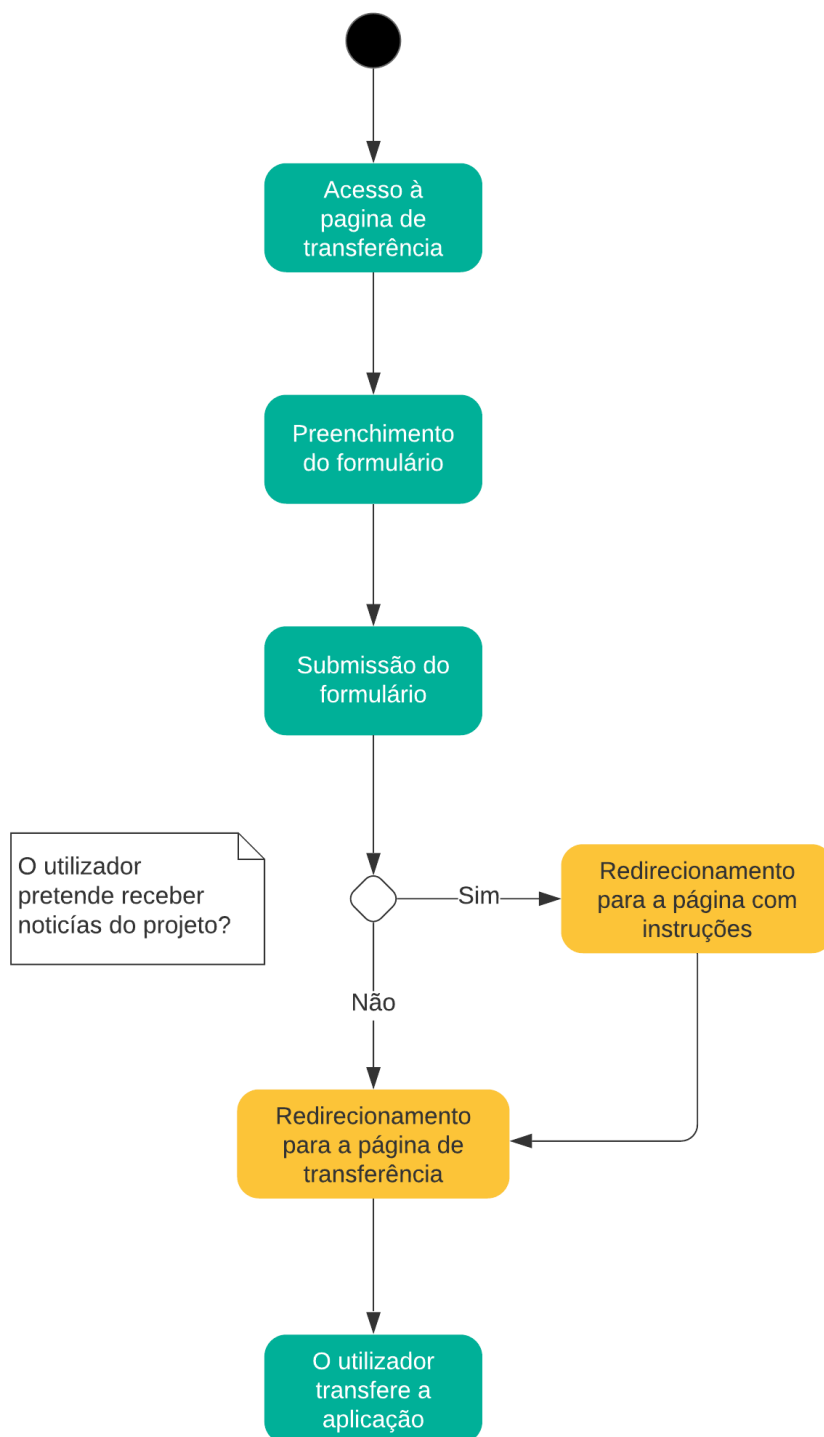 Acesso à
pagina de
transferência
Preenchimento
do formulário
Submissão do
formulário
O utilizador
pretende receber
noticías do projeto?
Sim
Redirecionamento
para a página com
instruções
Não
Redirecionamento
para a página de
transferência
O utilizador
transfere a
aplicação